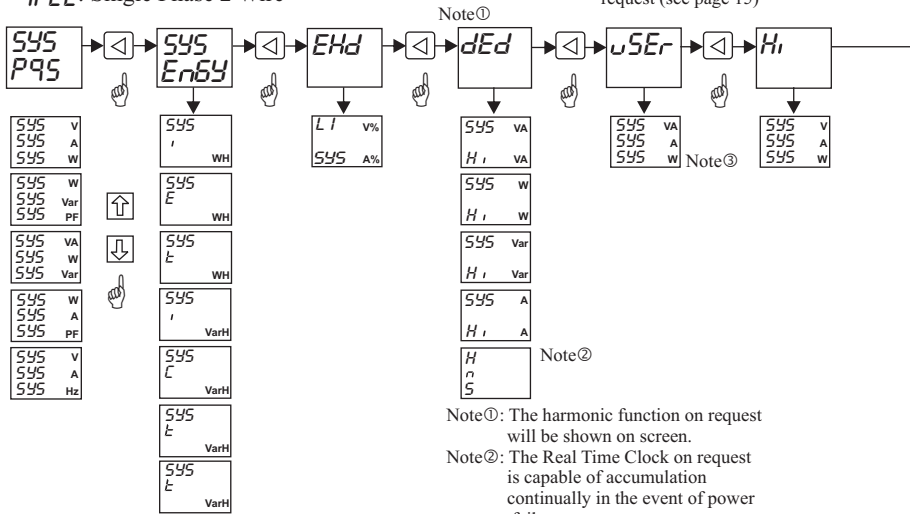 : Single Phase 2 Wire
request (see page 15)
Note①
SYS
P9S
SYS
EnGY
EHd
dEd
uSEr
Hi
SYS V
SYS A
SYS W
SYS W
SYS Var
SYS PF
SYS VA
SYS W
SYS Var
SYS W
SYS A
SYS PF
SYS V
SYS A
SYS Hz
SYS
i
WH
SYS
E
WH
SYS
t
WH
SYS
i
VarH
SYS
C
VarH
SYS
t
VarH
SYS
t
VarH
L1 V%
SYS A%
SYS VA
Hi VA
SYS W
Hi W
SYS Var
Hi Var
SYS A
Hi A
H
n
S
Note②
SYS VA
SYS A
SYS W
Note③
SYS V
SYS A
SYS W
Note①: The harmonic function on request
will be shown on screen.
Note②: The Real Time Clock on request
is capable of accumulation
continually in the event of power